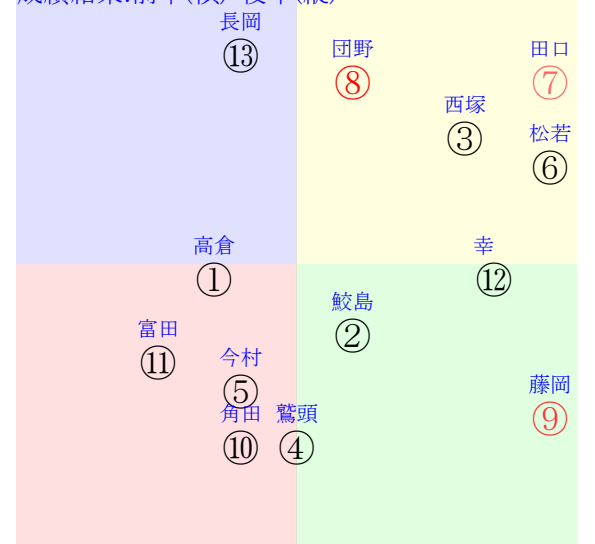 長岡
⑬
団野
⑧
田口
⑦
西塚
③
松若
⑥
高倉
①
幸
⑫
鮫島
②
富田
⑪
今村
⑤
藤岡
⑨
角田
⑩
鷲頭
④